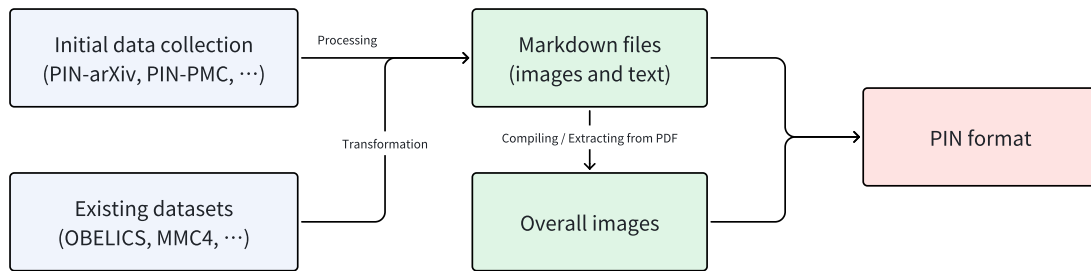 Initial data collection
(PIN-arXiv, PIN-PMC, ⋯)
Processing
Markdown files
(images and text)
Transformation
Compiling / Extracting from PDF
PIN format
Existing datasets
(OBELICS, MMC4, ⋯)
Overall images